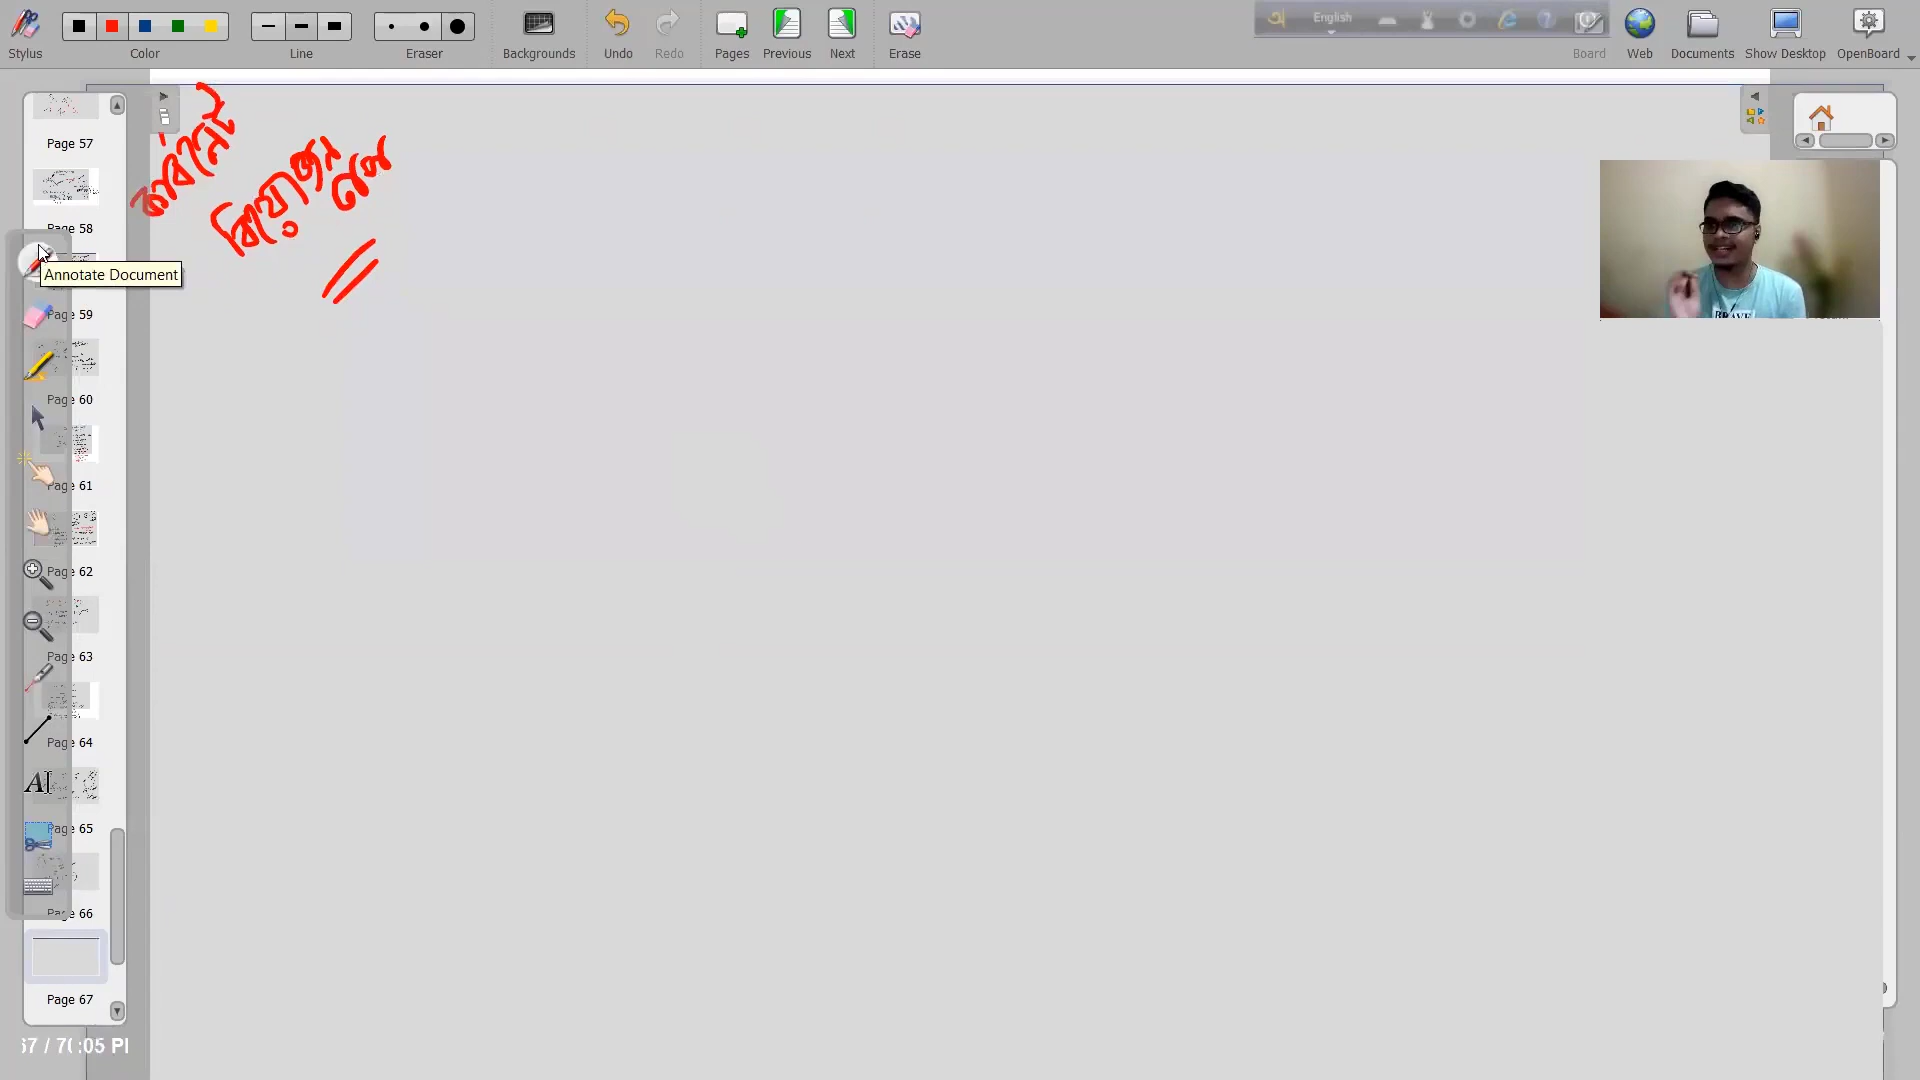 Stylus
Color
Line
Eraser
Backgrounds
Undo
Redo
Pages
Previous
Next
Erase
English
Board
Web
Documents
Show Desktop
OpenBoard
Page 57
Page 58
Annotate Document
Page 59
Page 60
Page 61
Page 62
Page 63
Page 64
Page 65
Page 66
Page 67
বিয়োজন
BRAVE